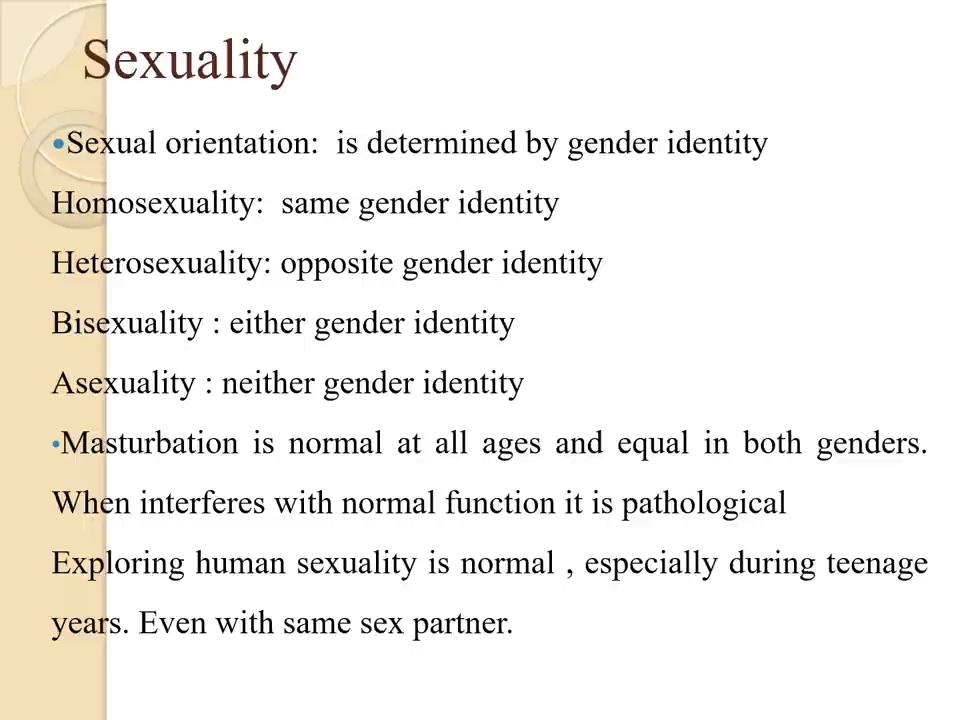 Sexuality
•Sexual orientation:  is determined by gender identity
Homosexuality:  same gender identity
Heterosexuality: opposite gender identity
Bisexuality : either gender identity
Asexuality : neither gender identity
•Masturbation is normal at all ages and equal in both genders.
When interferes with normal function it is pathological
Exploring human sexuality is normal , especially during teenage
years. Even with same sex partner.